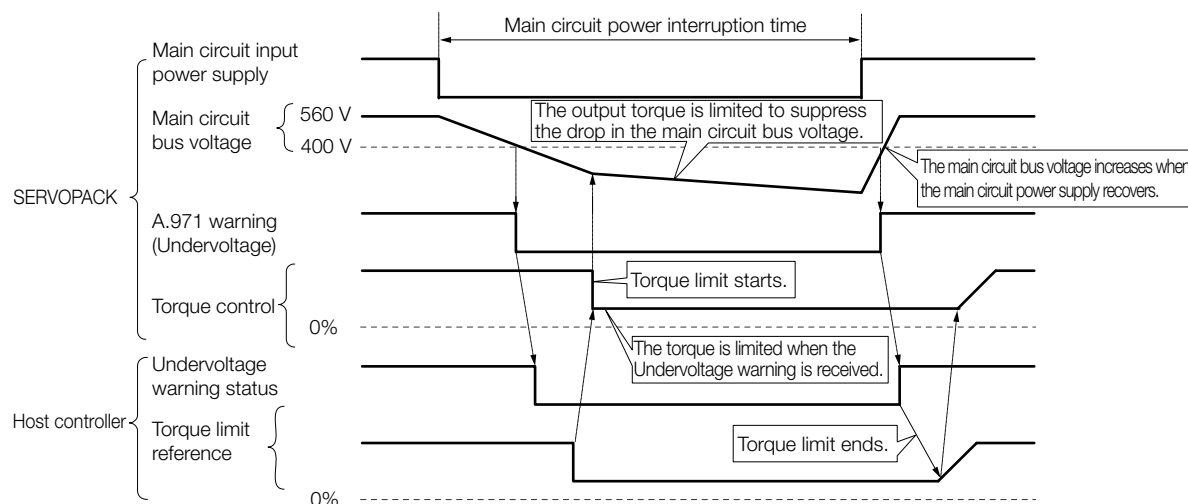 Main circuit power interruption time
Main circuit input
power supply
The output torque is limited to suppress
the drop in the main circuit bus voltage.
Main circuit
bus voltage
560 V
400 V
The main circuit bus voltage increases when
the main circuit power supply recovers.
SERVOPACK
A.971 warning
(Undervoltage)
Torque limit starts.
Torque control
0%
The torque is limited when the
Undervoltage warning is received.
Undervoltage
warning status
Host controller
Torque limit
reference
Torque limit ends.
0%